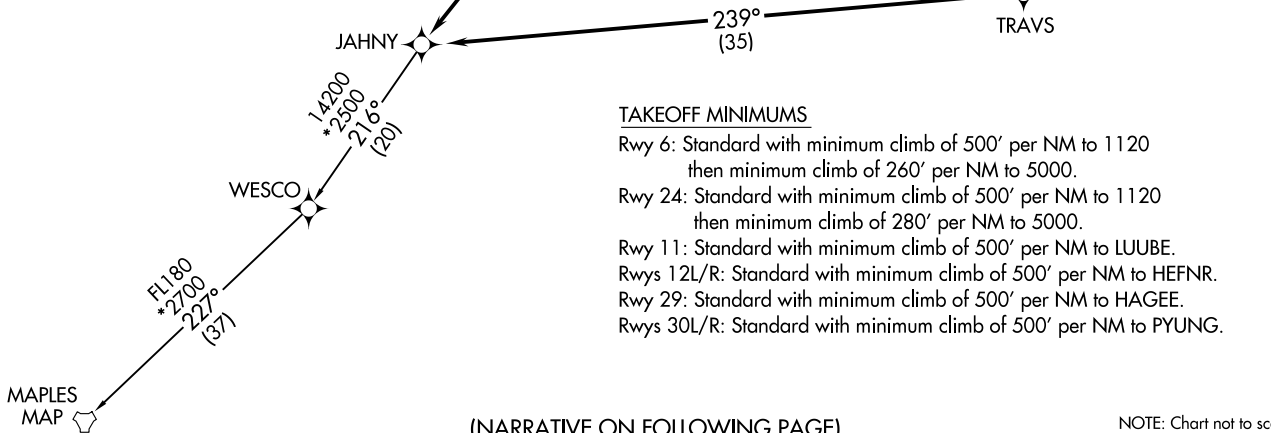 239°
(35)
TRAVS
JAHNY
14200
*2500
216°
(20)
WESCO
FL180
*2700
227°
(37)
MAPLES
MAP
TAKEOFF MINIMUMS
Rwy 6: Standard with minimum climb of 500' per NM to 1120
then minimum climb of 260' per NM to 5000.
Rwy 24: Standard with minimum climb of 500' per NM to 1120
then minimum climb of 280' per NM to 5000.
Rwy 11: Standard with minimum climb of 500' per NM to LUUBE.
Rwys 12L/R: Standard with minimum climb of 500' per NM to HEFNR.
Rwy 29: Standard with minimum climb of 500' per NM to HAGEE.
Rwys 30L/R: Standard with minimum climb of 500' per NM to PYUNG.
(NARRATIVE ON FOLLOWING PAGE)
NOTE: Chart not to sc